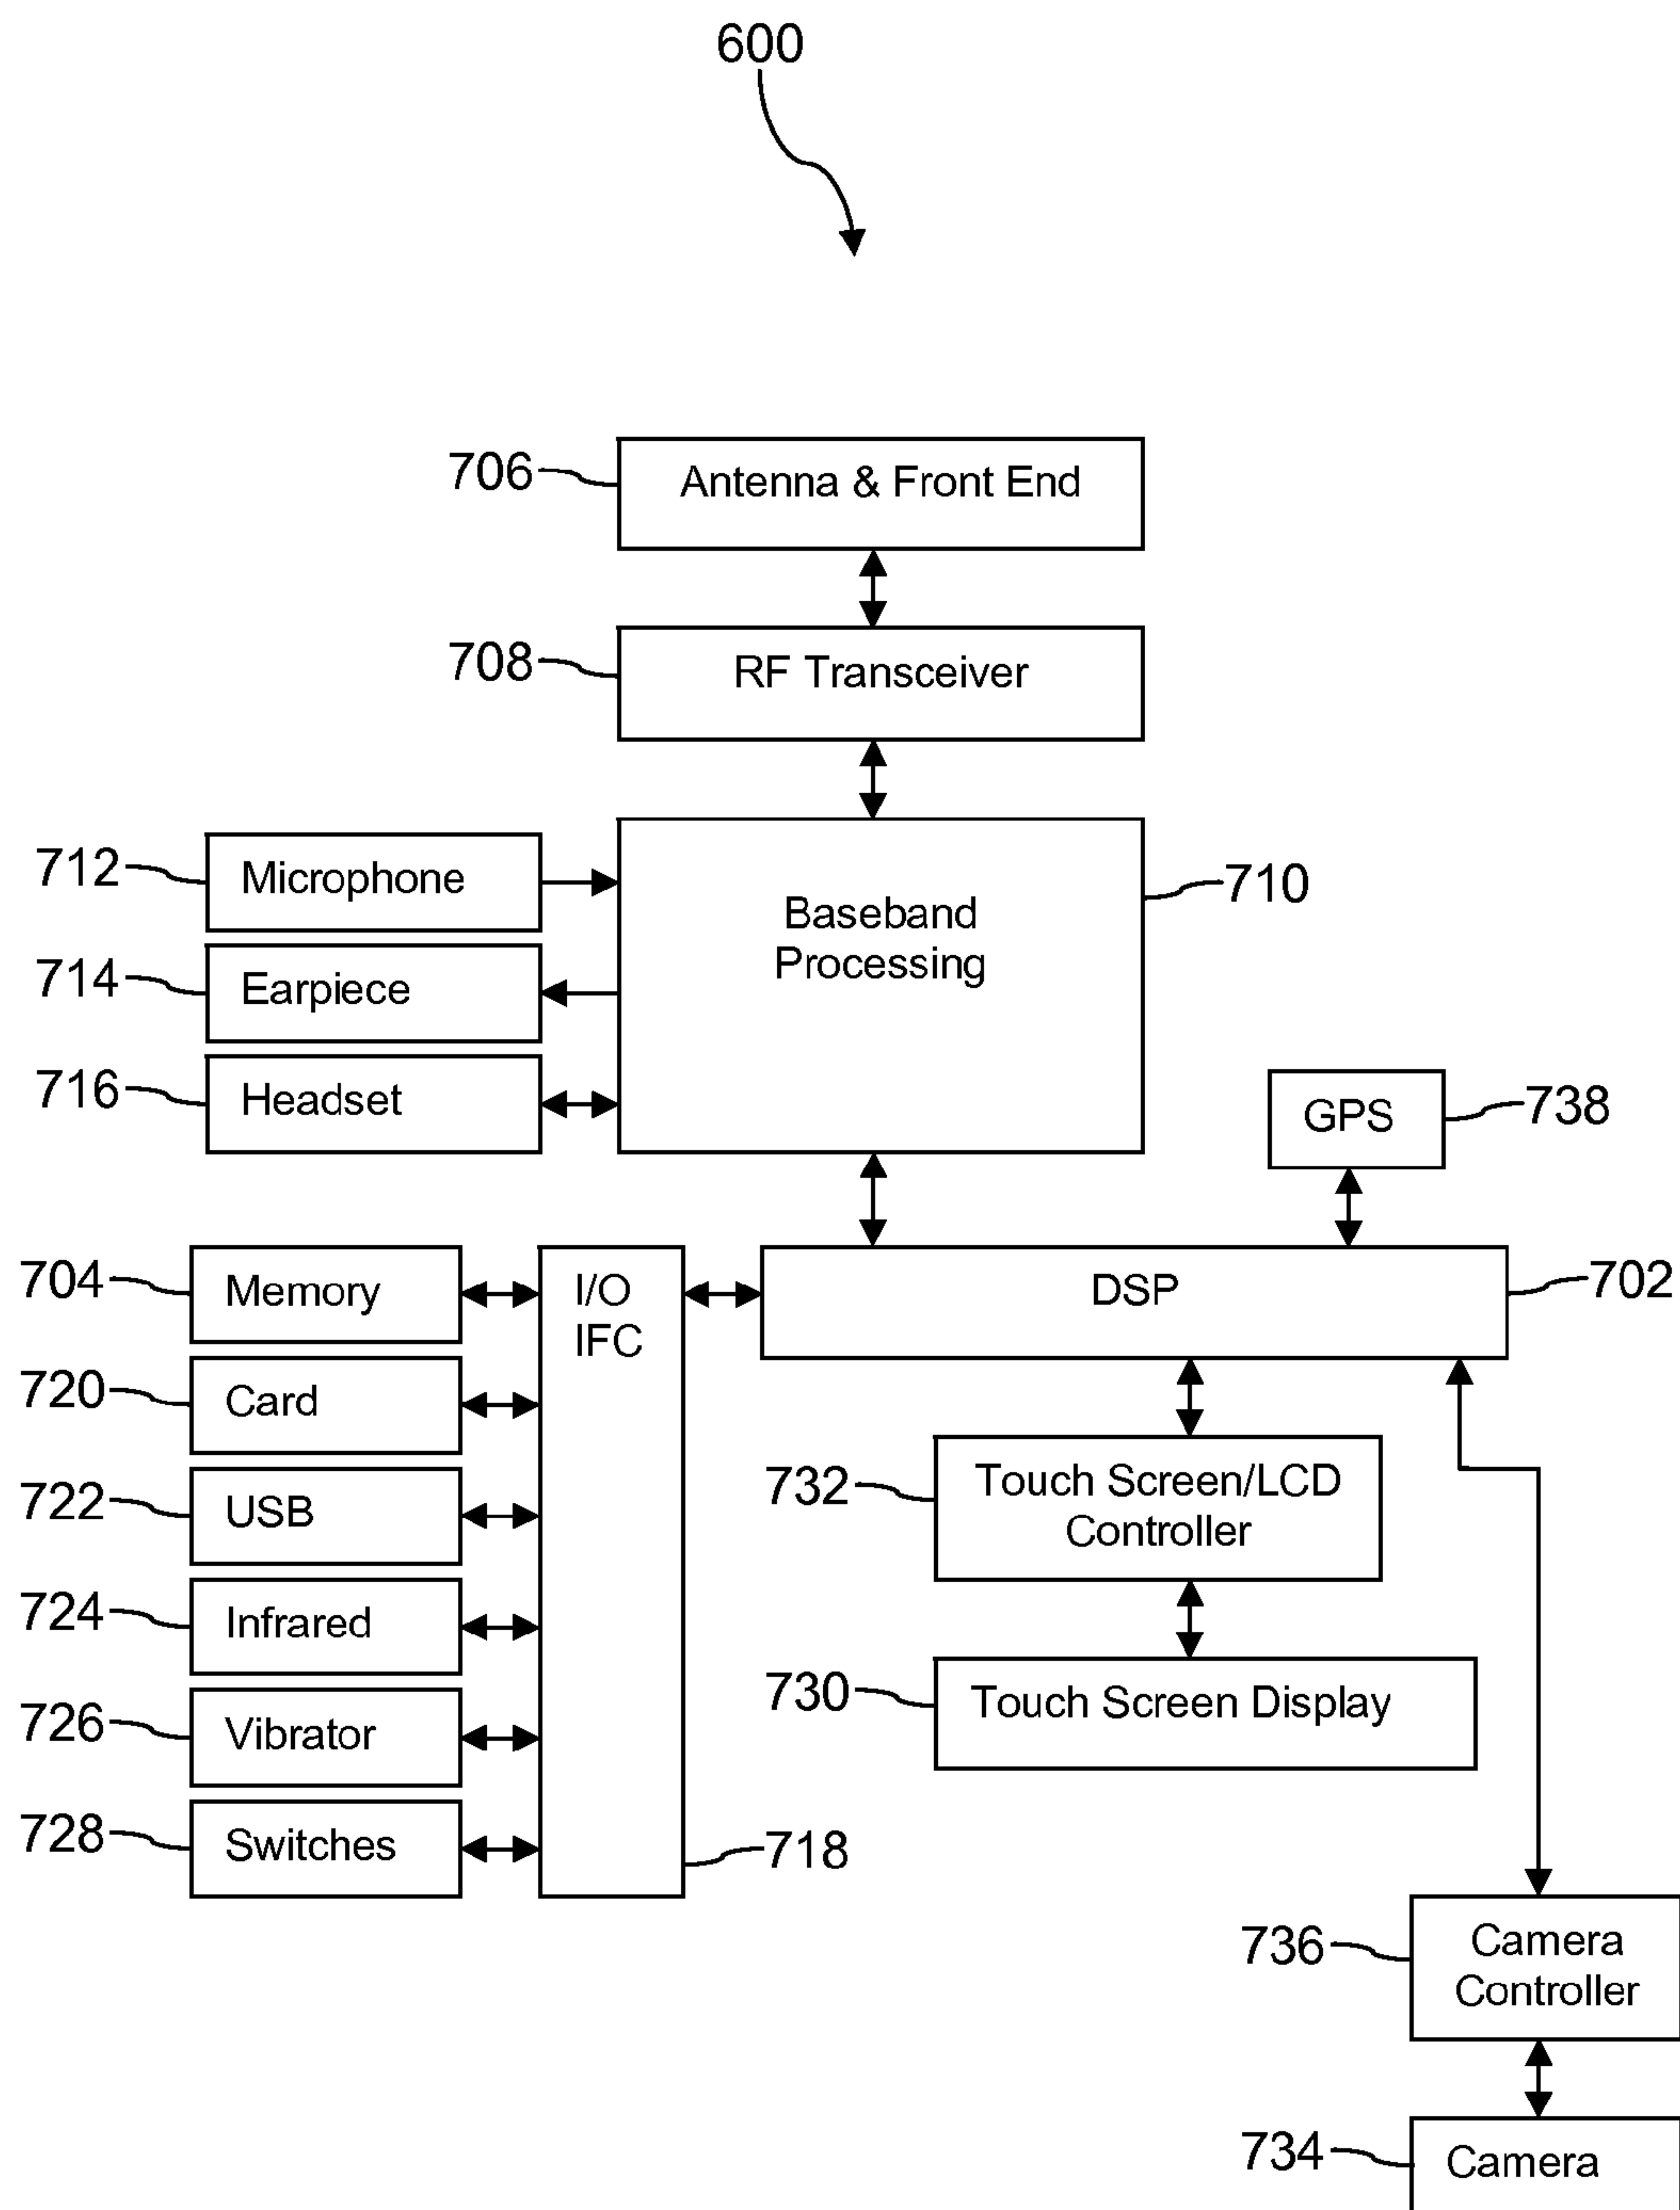 600
706
Antenna & Front End
708
RF Transceiver
712
Microphone
Baseband
Processing
710
714
Earpiece
716
Headset
GPS
738
704
Memory
I/O
IFC
DSP
702
720
Card
732
Touch Screen/LCD
Controller
722
USB
724
Infrared
730
Touch Screen Display
726
Vibrator
728
Switches
718
736
Camera
Controller
734
Camera